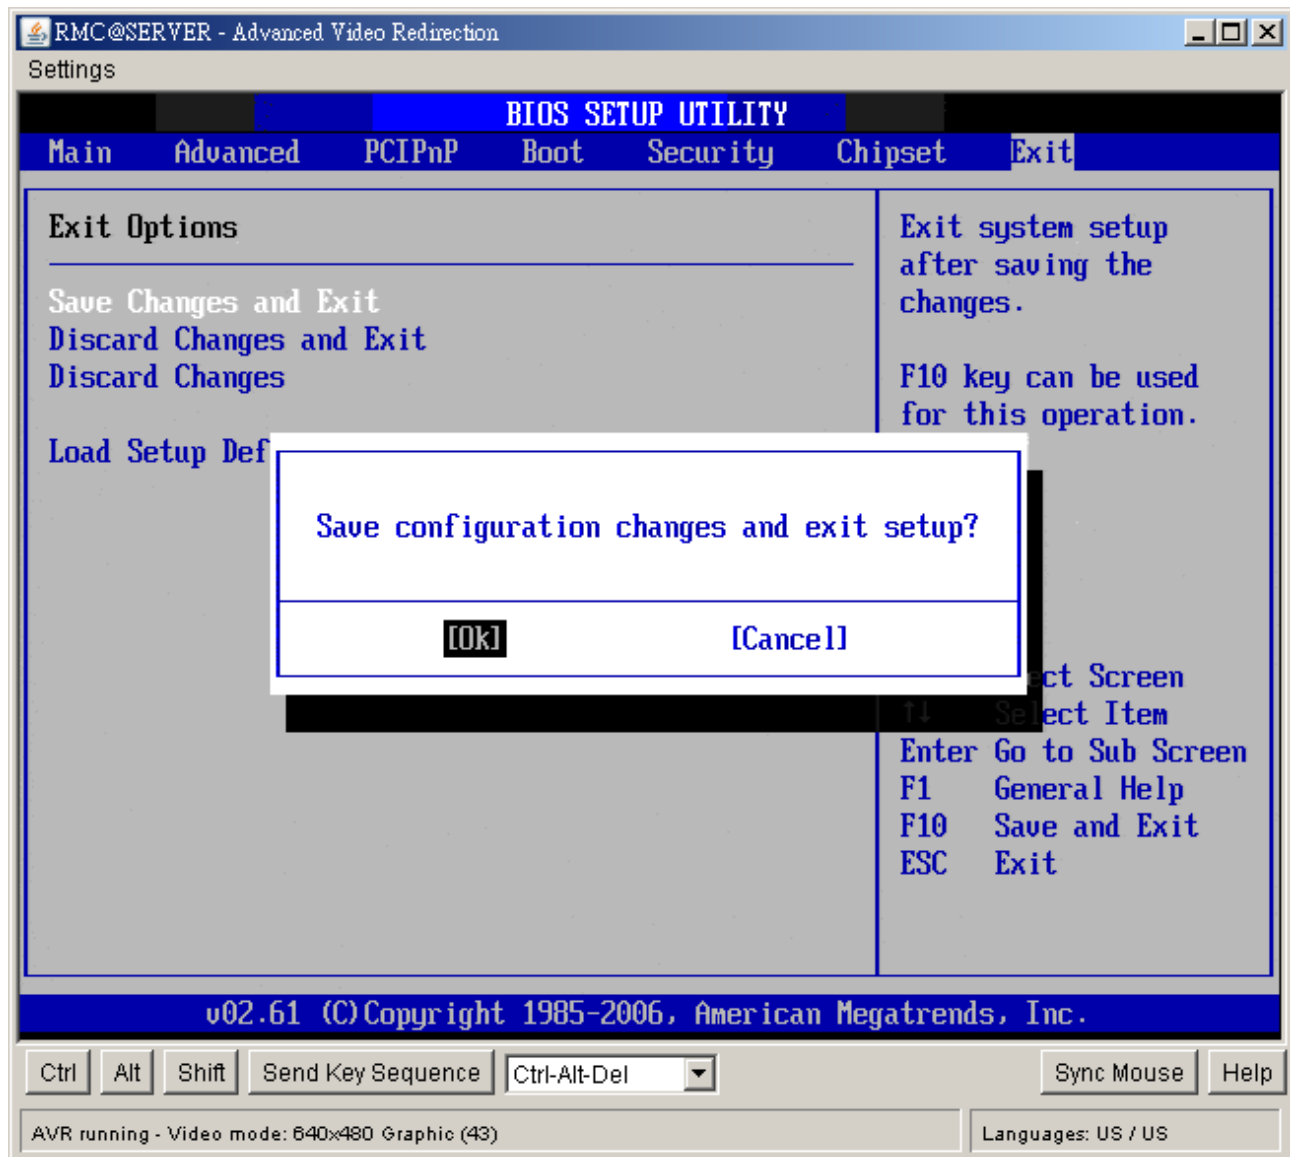 RMC@SERVER - Advanced Video Redirection
Settings
BIOS SETUP UTILITY
Main Advanced PCIPnP Boot Security Chipset Exit
Exit Options
Save Changes and Exit
Discard Changes and Exit
Discard Changes
Load Setup Def
Exit system setup
after saving the
changes.
F10 key can be used
for this operation.
Save configuration changes and exit setup?
[Ok] [Cancel]
ect Screen
↑↓ Select Item
Enter Go to Sub Screen
F1 General Help
F10 Save and Exit
ESC Exit
v02.61 (C)Copyright 1985-2006, American Megatrends, Inc.
Ctrl Alt Shift Send Key Sequence Ctrl-Alt-Del Sync Mouse Help
AVR running - Video mode: 640x480 Graphic (43) Languages: US / US